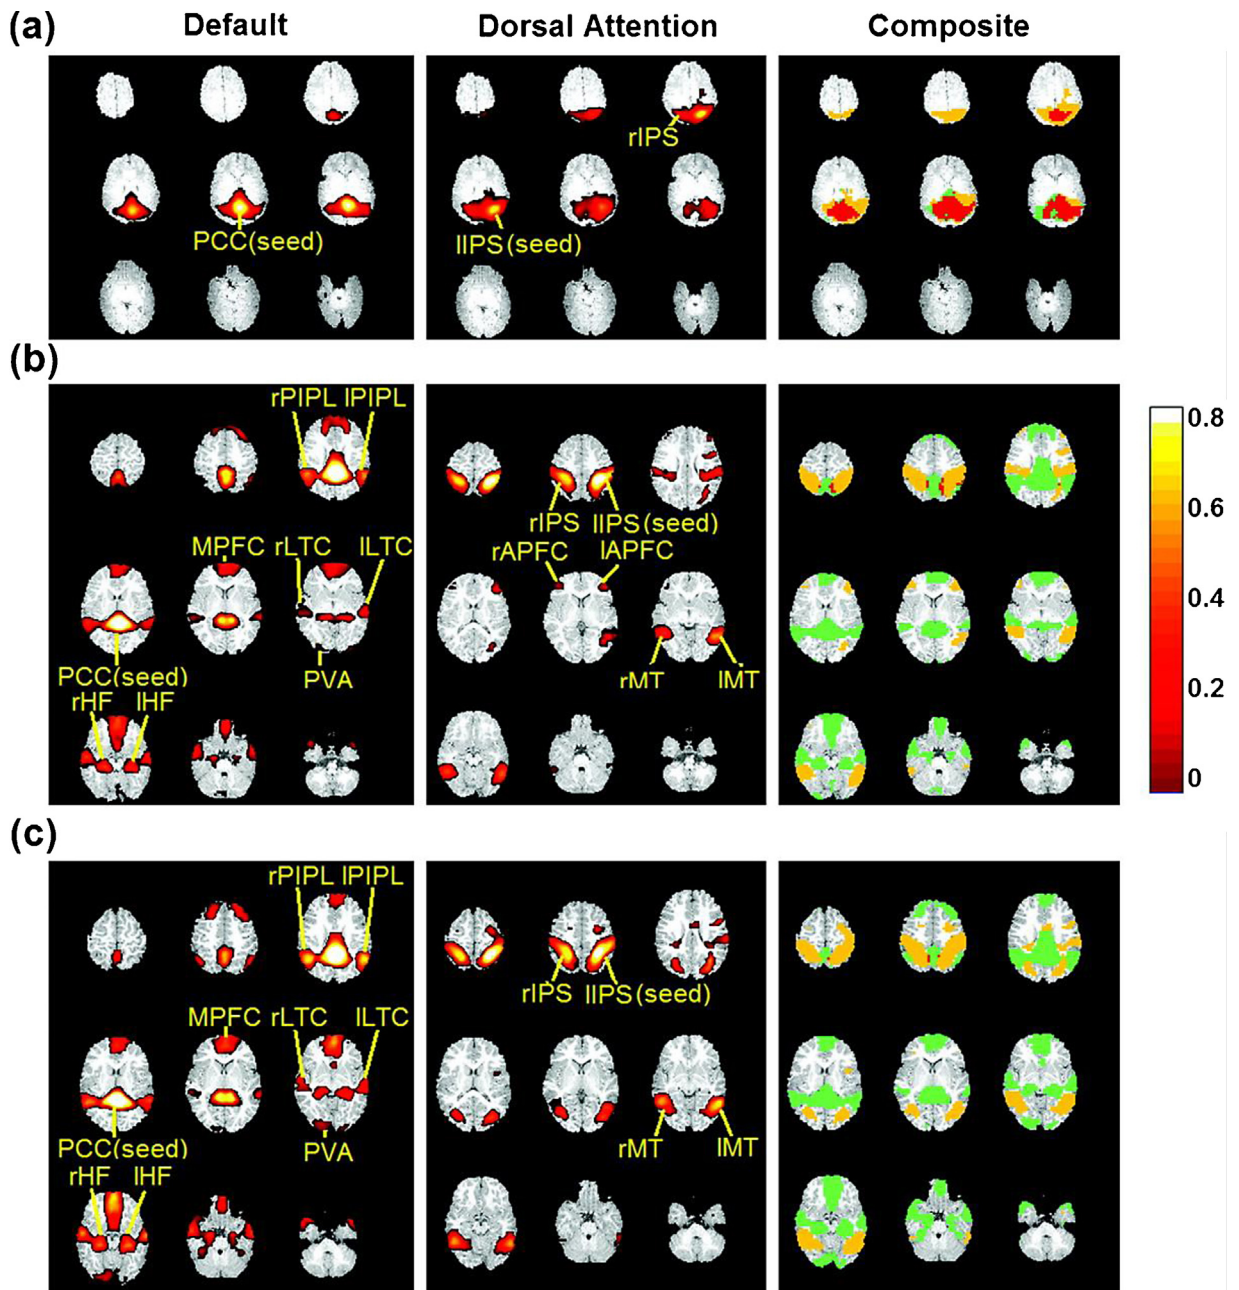 (a) Default Dorsal Attention Composite
rIPS
PCC(seed) lIPS(seed)
(b)
rPIPL lPIPL
0.8
0.6
rIPS lIPS(seed)
MPFC rLTC lLTC rAPFC lAPFC
0.4
PCC(seed) PVA rMT lMT
0.2
rHF lHF
0
(c)
rPIPL lPIPL
rIPS lIPS(seed)
MPFC rLTC lLTC
PCC(seed) PVA rMT lMT
rHF lHF